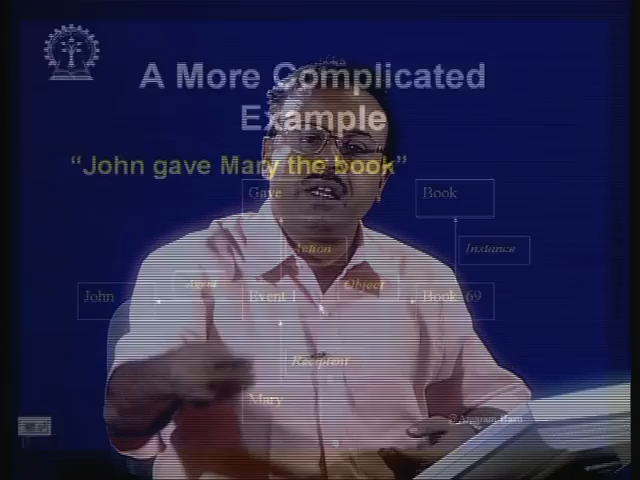 A More Complicated
Example
“John gave Mary the book”
Gave
Book
Action
Instance
Agent
Object
John
Event 1
Book 69
Recipient
Mary